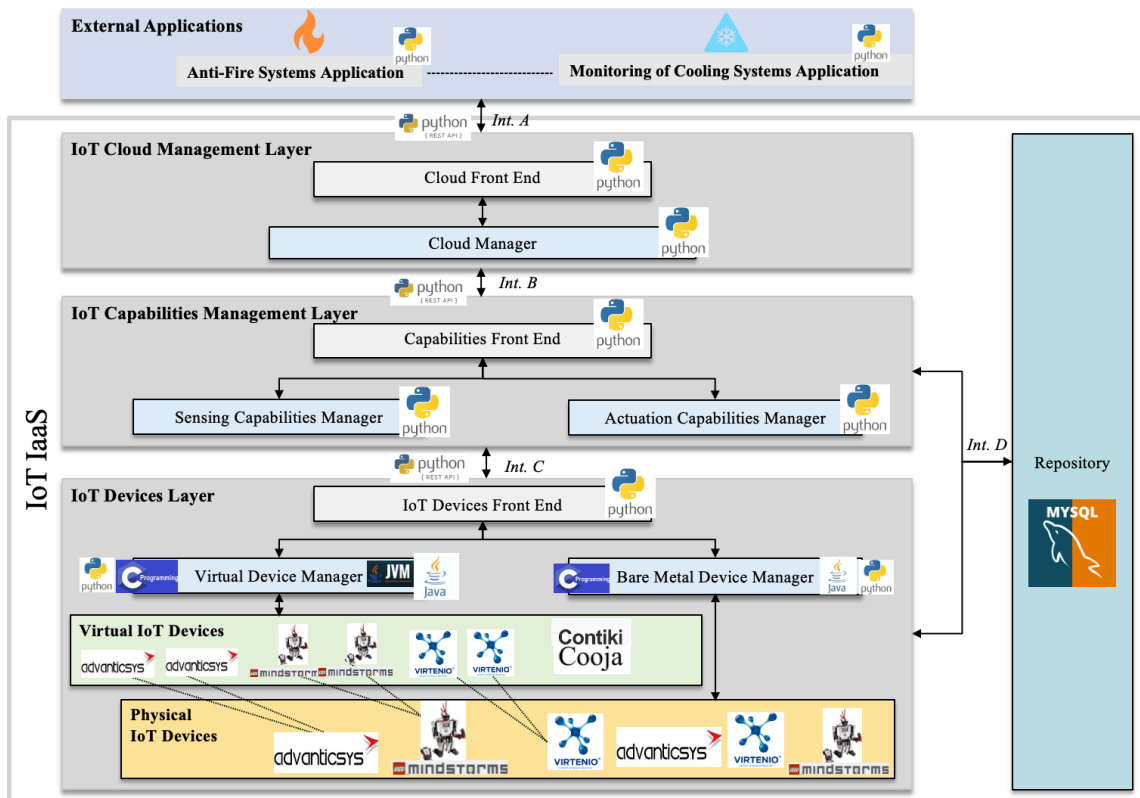 External Applications
python
python
Anti-Fire Systems Application
Monitoring of Cooling Systems Application
python
{ REST API }
Int. A
IoT Cloud Management Layer
Cloud Front End
python
Cloud Manager
python
python
{ REST API }
Int. B
IoT Capabilities Management Layer
Capabilities Front End
python
Sensing Capabilities Manager
python
Actuation Capabilities Manager
python
python
{ REST API }
Int. C
IoT Devices Layer
IoT Devices Front End
python
python
C Programming
Virtual Device Manager
JVM
Java
C Programming
Bare Metal Device Manager
Java
python
Virtual IoT Devices
advanticsys
advanticsys
mindstorms
mindstorms
VIRTENIO
VIRTENIO
Contiki
Cooja
Physical
IoT Devices
advanticsys
mindstorms
VIRTENIO
advanticsys
VIRTENIO
mindstorms
IoT IaaS
Int. D
Repository
MYSQL